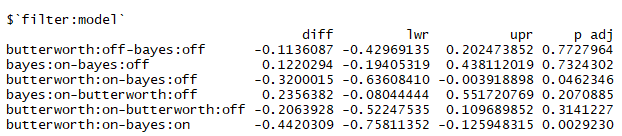 $`filter:model`
diff lwr upr p adj
butterworth:off-bayes:off -0.1136087 -0.42969135 0.202473852 0.7727964
bayes:on-bayes:off 0.1220294 -0.19405319 0.438112019 0.7324302
butterworth:on-bayes:off -0.3200015 -0.63608410 -0.003918898 0.0462346
bayes:on-butterworth:off 0.2356382 -0.08044444 0.551720769 0.2070885
butterworth:on-butterworth:off -0.2063928 -0.52247535 0.109689852 0.3141227
butterworth:on-bayes:on -0.4420309 -0.75811352 -0.125948315 0.0029230